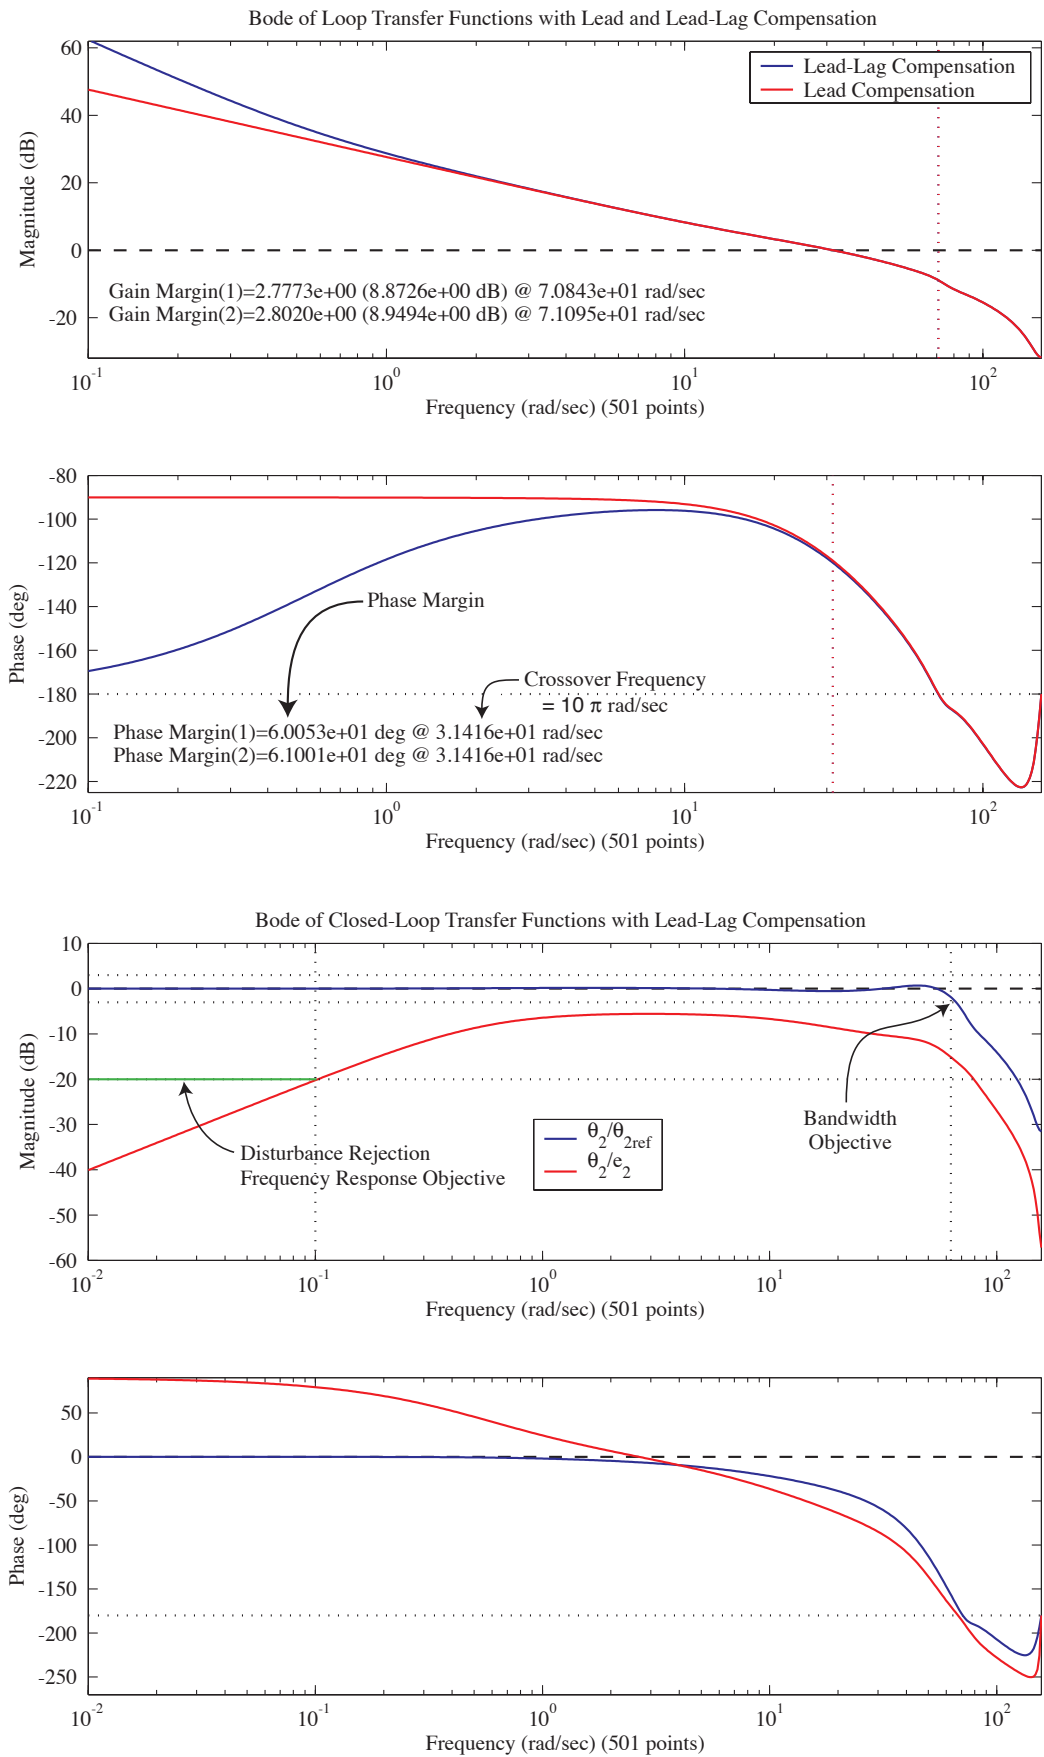 Bode of Loop Transfer Functions with Lead and Lead-Lag Compensation
60
40
20
0
-20
Magnitude (dB)
Lead-Lag Compensation
Lead Compensation
Gain Margin(1)=2.7773e+00 (8.8726e+00 dB) @ 7.0843e+01 rad/sec
Gain Margin(2)=2.8020e+00 (8.9494e+00 dB) @ 7.1095e+01 rad/sec
10^-1 10^0 10^1 10^2
Frequency (rad/sec) (501 points)
-80
-100
-120
-140
-160
-180
-200
-220
Phase (deg)
Phase Margin
Crossover Frequency
= 10 π rad/sec
Phase Margin(1)=6.0053e+01 deg @ 3.1416e+01 rad/sec
Phase Margin(2)=6.1001e+01 deg @ 3.1416e+01 rad/sec
10^-1 10^0 10^1 10^2
Frequency (rad/sec) (501 points)
Bode of Closed-Loop Transfer Functions with Lead-Lag Compensation
10
0
-10
-20
-30
-40
-50
-60
Magnitude (dB)
Disturbance Rejection
Frequency Response Objective
θ_2/θ_2ref
θ_2/e_2
Bandwidth
Objective
10^-2 10^-1 10^0 10^1 10^2
Frequency (rad/sec) (501 points)
50
0
-50
-100
-150
-200
-250
Phase (deg)
10^-2 10^-1 10^0 10^1 10^2
Frequency (rad/sec) (501 points)